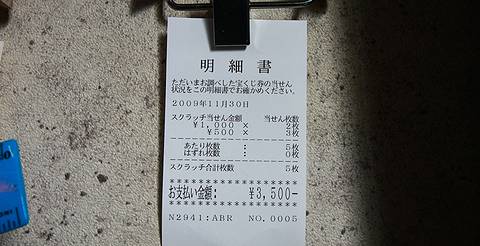 明細書
ただいまお調べした宝くじ券の当せん
状況をこの明細書でお確かめください。
2009年11月30日
スクラッチ当せん金額 当せん枚数
¥1,000 × 2枚
¥500 × 3枚
あたり枚数 : 5枚
はずれ枚数 : 0枚
スクラッチ合計枚数 5枚
お支払い金額: ¥3,500-
N2941:ABR NO.0005